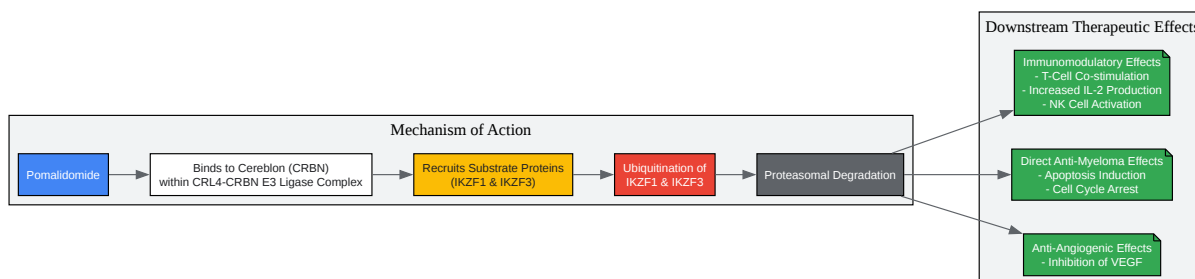 Downstream Therapeutic Effects
Immunomodulatory Effects
- T-Cell Co-stimulation
- Increased IL-2 Production
- NK Cell Activation
Mechanism of Action
Pomalidomide
Binds to Cereblon (CRBN)
within CRL4-CRBN E3 Ligase Complex
Recruits Substrate Proteins
(IKZF1 & IKZF3)
Ubiquitination of
IKZF1 & IKZF3
Proteasomal Degradation
Direct Anti-Myeloma Effects
- Apoptosis Induction
- Cell Cycle Arrest
Anti-Angiogenic Effects
- Inhibition of VEGF